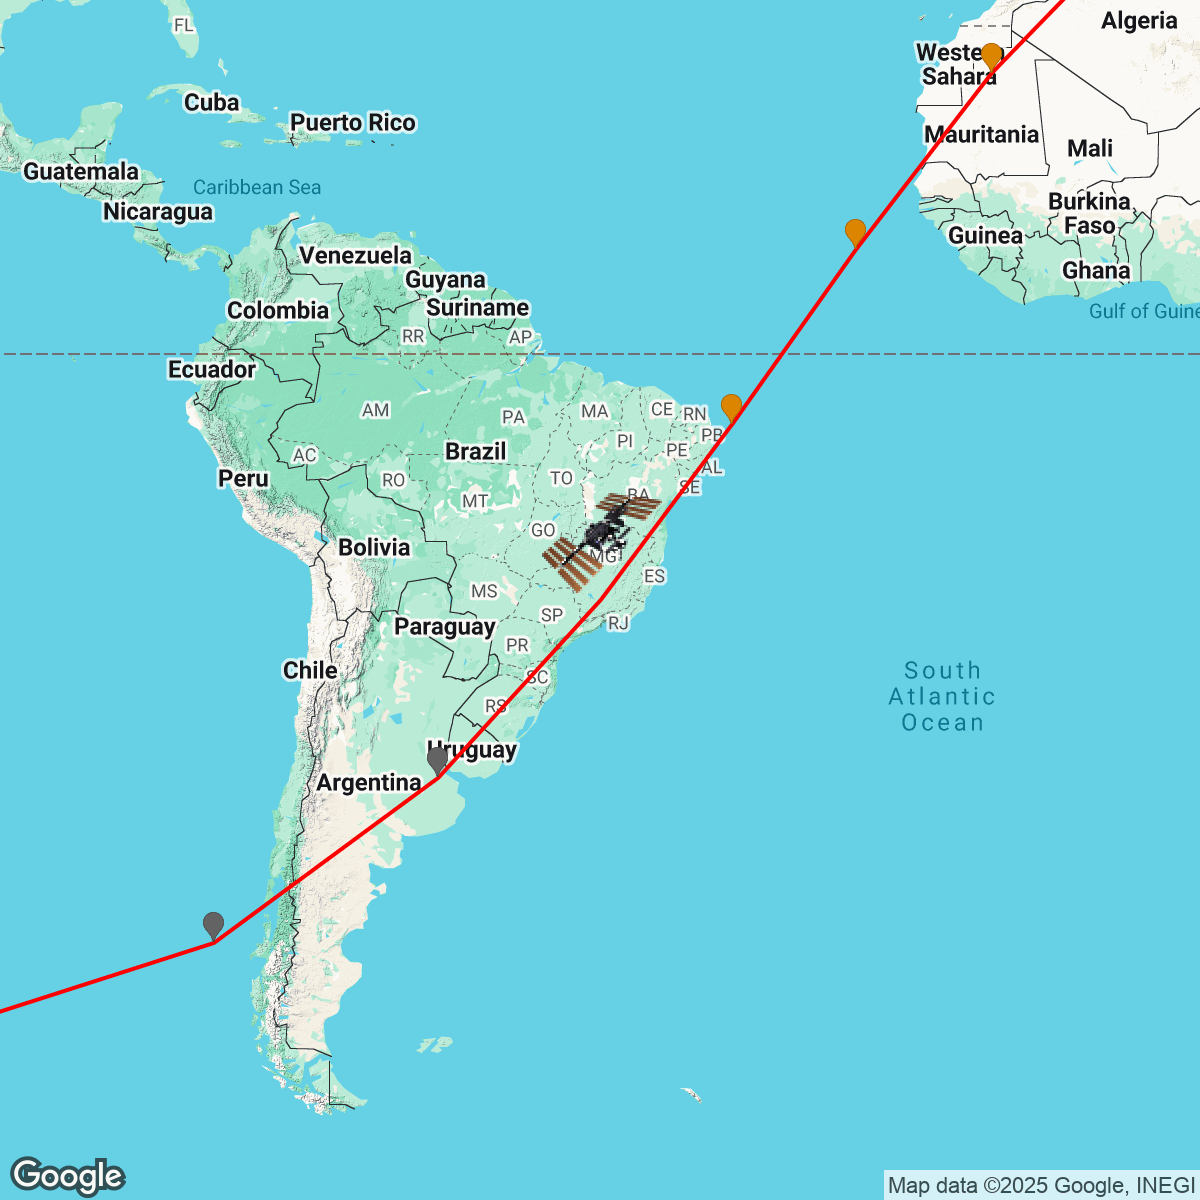 FL
Algeria
Western
Sahara
Cuba
Puerto Rico
Mauritania
Mali
Guatemala
Caribbean Sea
Nicaragua
Burkina
Faso
Guinea
Venezuela
Ghana
Guyana
Colombia
Suriname
Gulf of Guine
RR
AP
Ecuador
AM
PA
MA
CE
RN
PB
PI
PE
Brazil
AC
AL
Peru
RO
TO
SE
MT
BA
GO
Bolivia
MG
ES
MS
SP
Paraguay
RJ
PR
Chile
SC
South
Atlantic
Ocean
RS
Uruguay
Argentina
Google
Map data ©2025 Google, INEGI